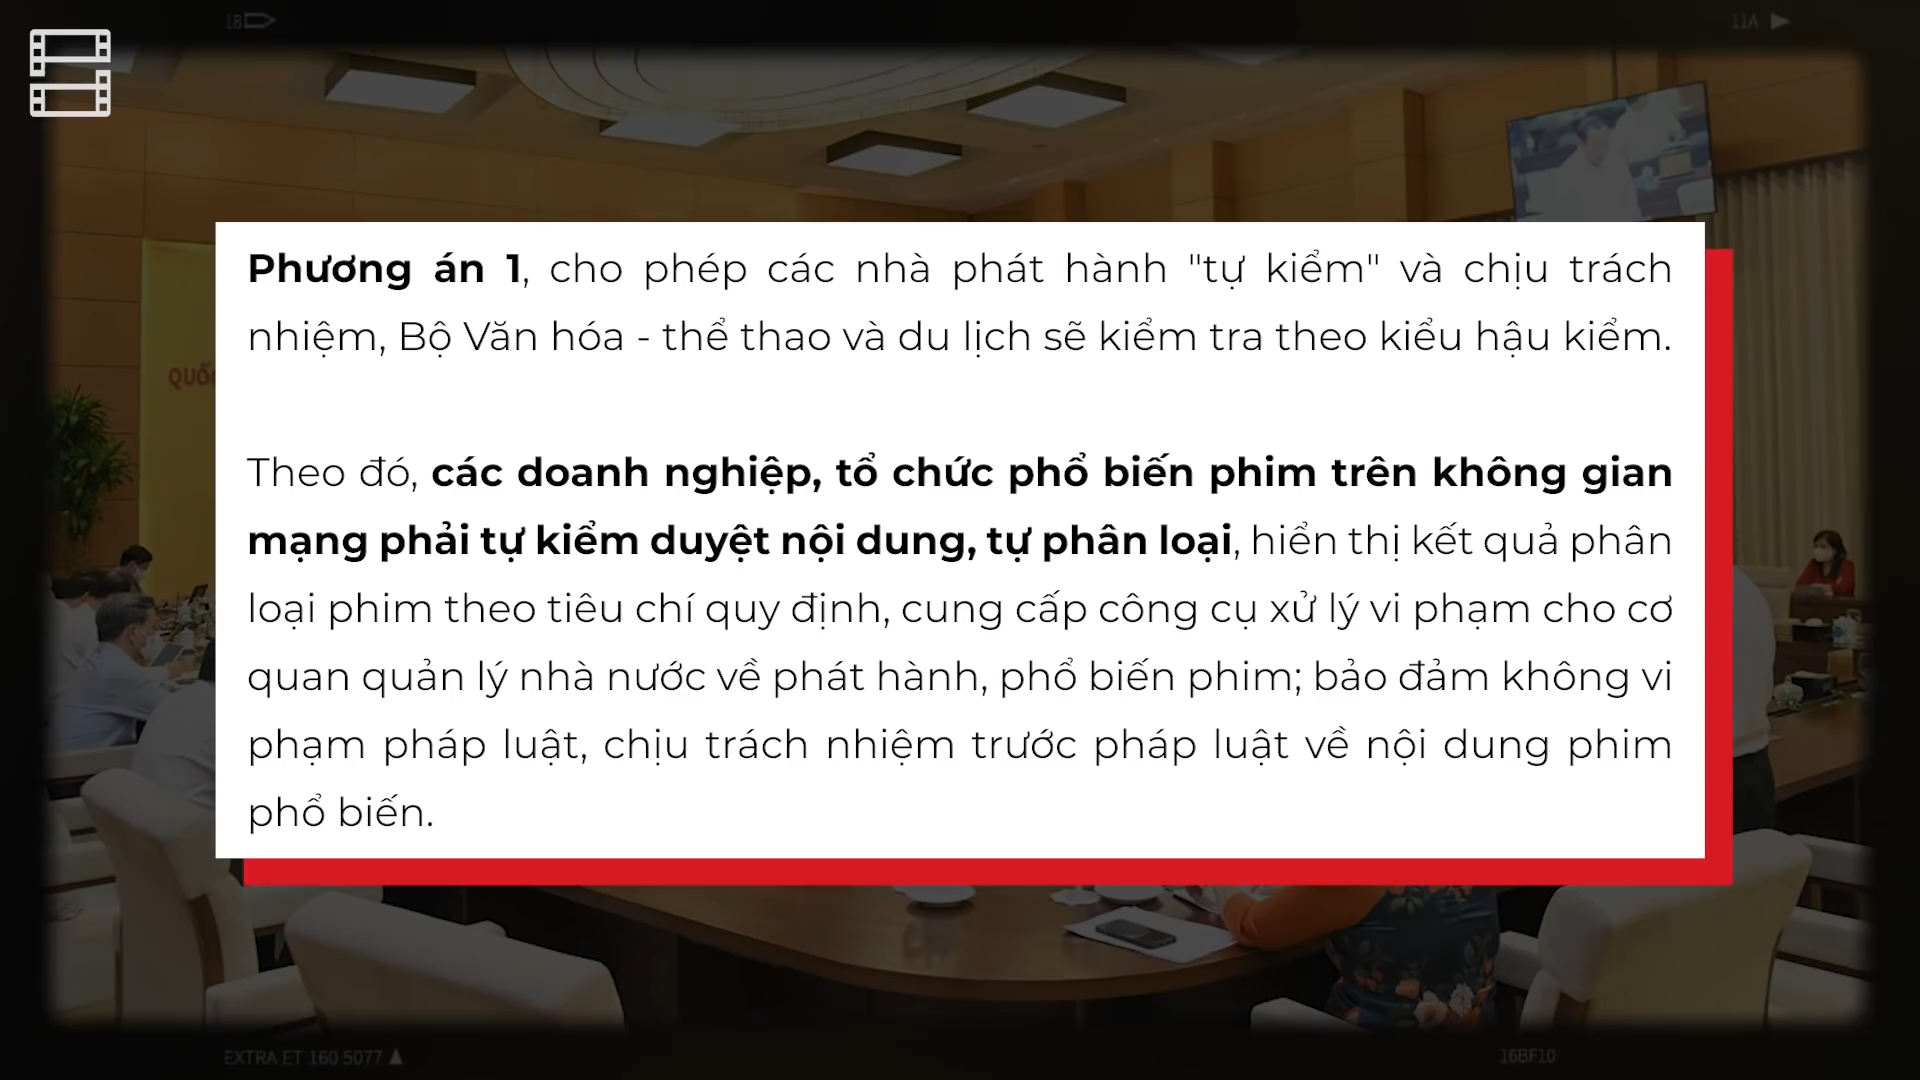 18
11A
QUỐC
Phương án 1, cho phép các nhà phát hành "tự kiểm" và chịu trách
nhiệm, Bộ Văn hóa - thể thao và du lịch sẽ kiểm tra theo kiểu hậu kiểm.
Theo đó, các doanh nghiệp, tổ chức phổ biến phim trên không gian
mạng phải tự kiểm duyệt nội dung, tự phân loại, hiển thị kết quả phân
loại phim theo tiêu chí quy định, cung cấp công cụ xử lý vi phạm cho cơ
quan quản lý nhà nước về phát hành, phổ biến phim; bảo đảm không vi
phạm pháp luật, chịu trách nhiệm trước pháp luật về nội dung phim
phổ biến.
EXTRA ET 160 5077
16BF10